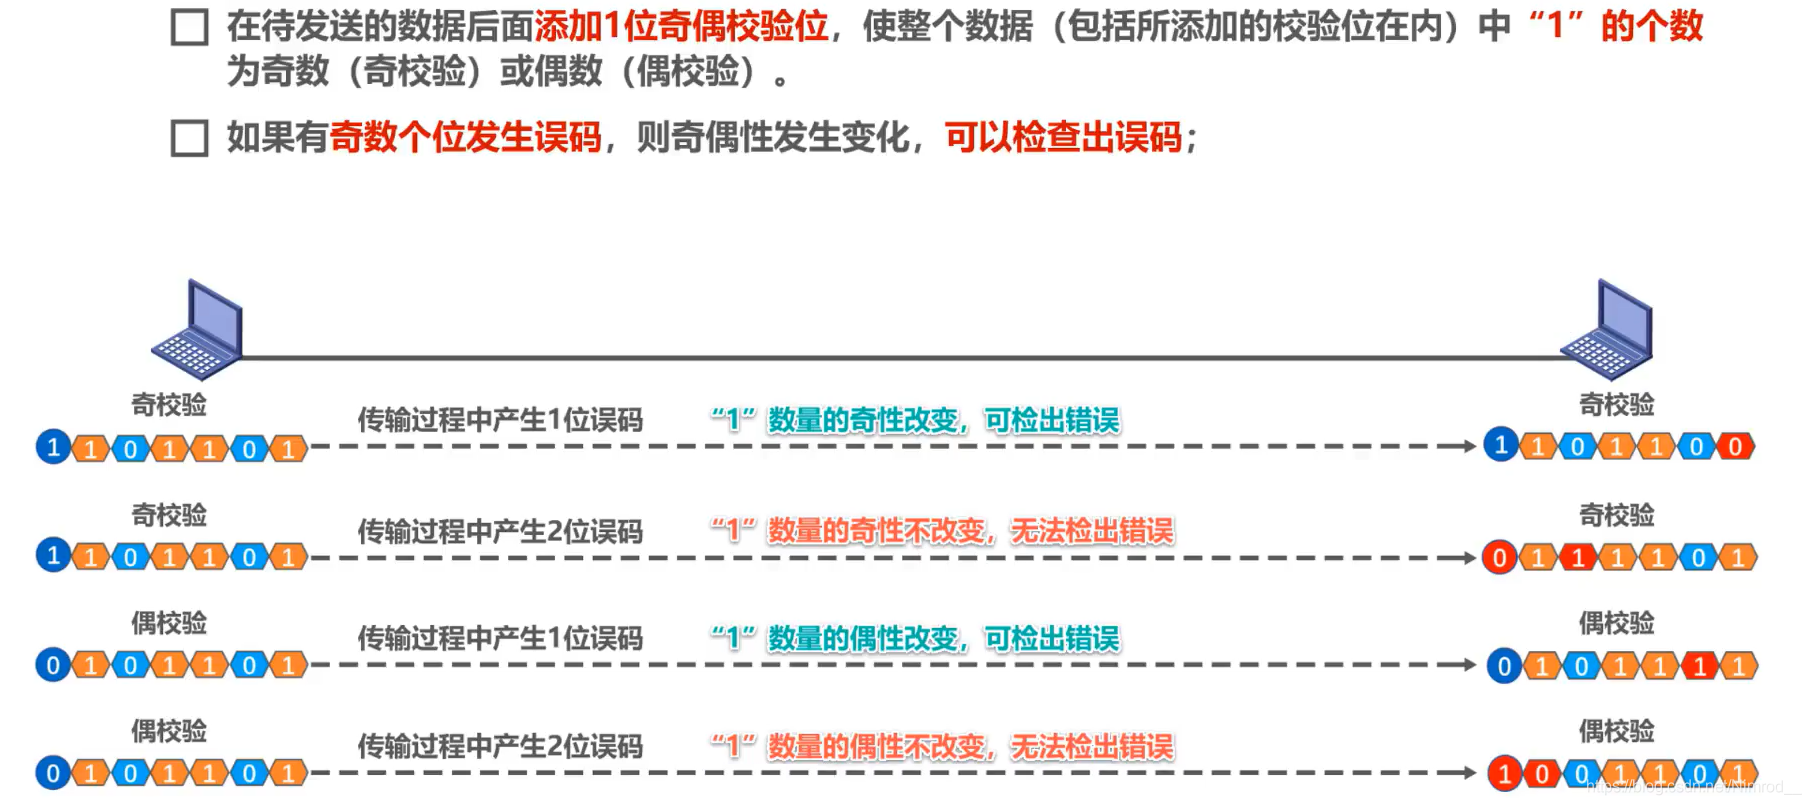 在待发送的数据后面添加1位奇偶校验位，使整个数据（包括所添加的校验位在内）中“1”的个数
为奇数（奇校验）或偶数（偶校验）。
如果有奇数个位发生误码，则奇偶性发生变化，可以检查出误码；
奇校验 奇校验
传输过程中产生1位误码 “1”数量的奇性改变，可检出错误
1 1 0 1 1 0 1 1 1 0 1 1 0 0
奇校验 奇校验
传输过程中产生2位误码 “1”数量的奇性不改变，无法检出错误
1 1 0 1 1 0 1 0 1 1 1 1 0 1
偶校验 偶校验
传输过程中产生1位误码 “1”数量的偶性改变，可检出错误
0 1 0 1 1 0 1 0 1 0 1 1 1 1
偶校验 偶校验
传输过程中产生2位误码 “1”数量的偶性不改变，无法检出错误
0 1 0 1 1 0 1 1 0 0 1 1 0 1